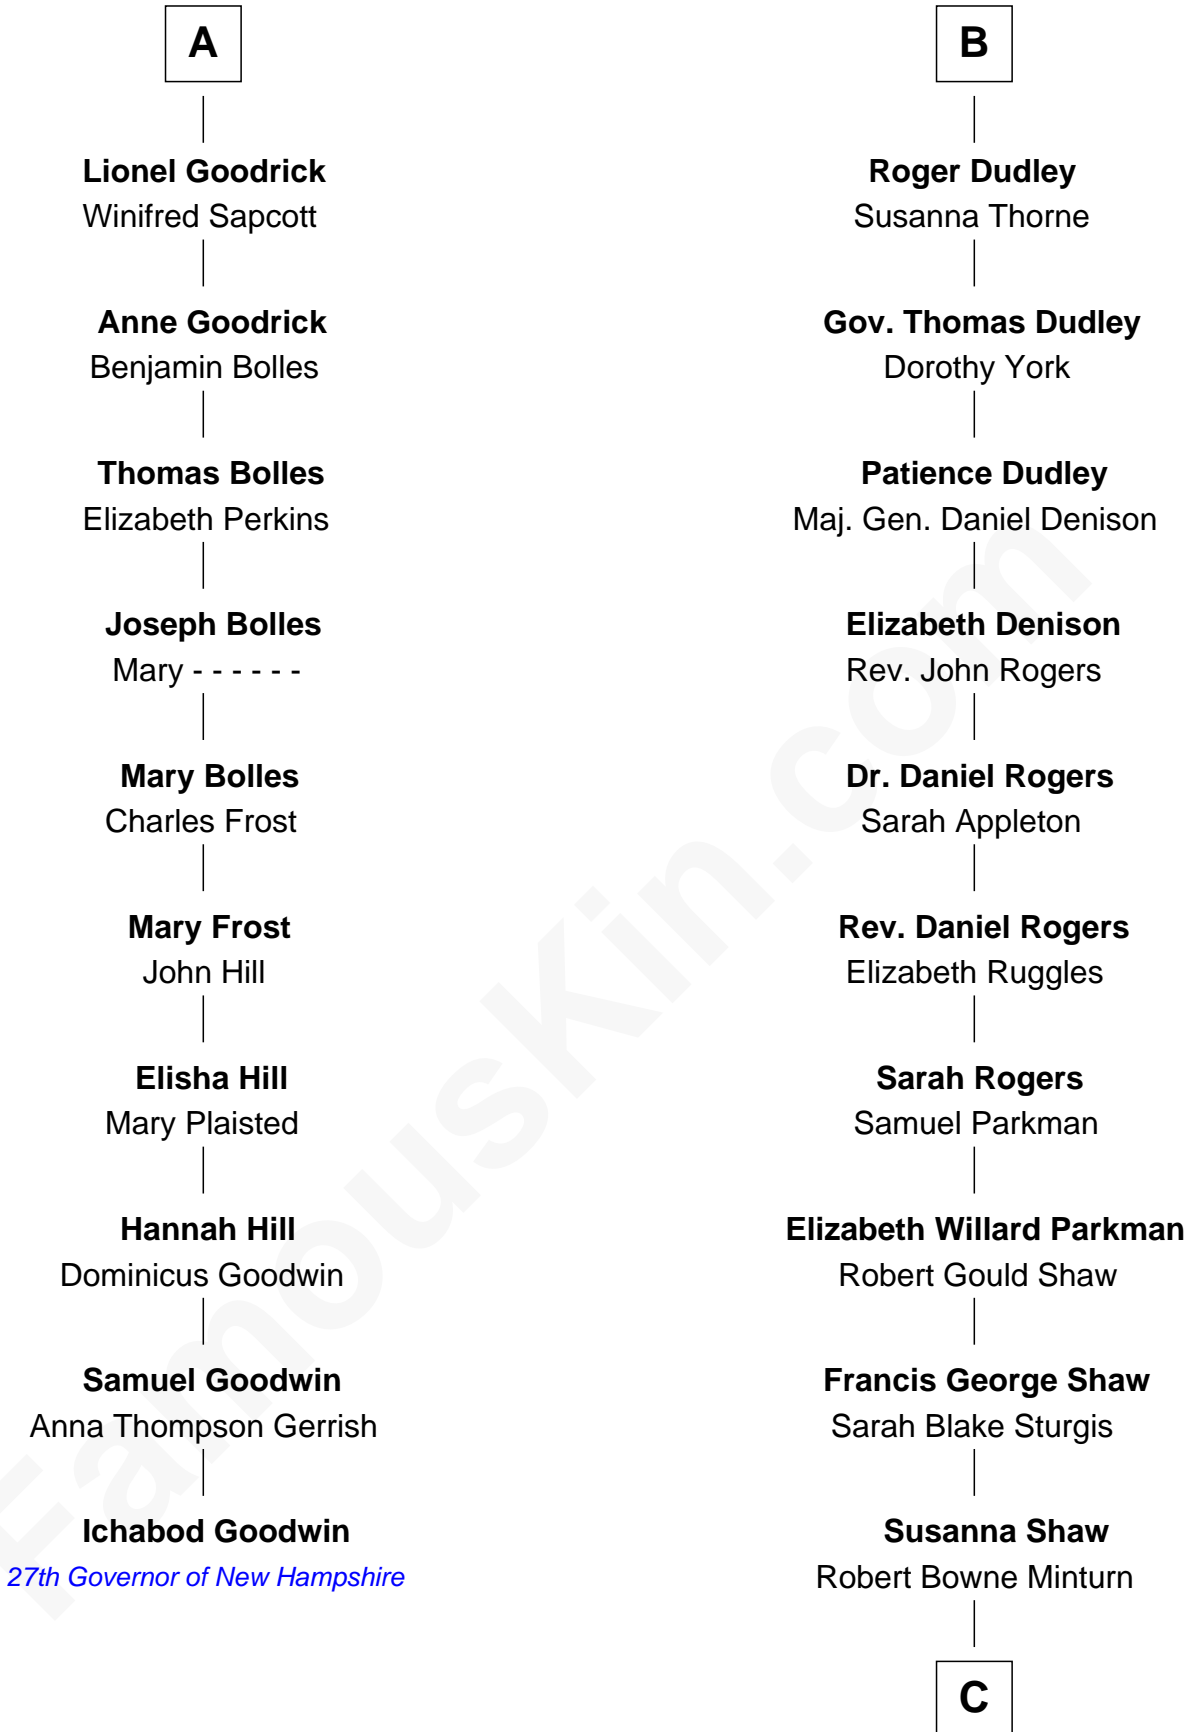 A
Lionel Goodrick
Winifred Sapcott
Anne Goodrick
Benjamin Bolles
Thomas Bolles
Elizabeth Perkins
Joseph Bolles
Mary - - - - - -
Mary Bolles
Charles Frost
Mary Frost
John Hill
Elisha Hill
Mary Plaisted
Hannah Hill
Dominicus Goodwin
Samuel Goodwin
Anna Thompson Gerrish
Ichabod Goodwin
27th Governor of New Hampshire
B
Roger Dudley
Susanna Thorne
Gov. Thomas Dudley
Dorothy York
Patience Dudley
Maj. Gen. Daniel Denison
Elizabeth Denison
Rev. John Rogers
Dr. Daniel Rogers
Sarah Appleton
Rev. Daniel Rogers
Elizabeth Ruggles
Sarah Rogers
Samuel Parkman
Elizabeth Willard Parkman
Robert Gould Shaw
Francis George Shaw
Sarah Blake Sturgis
Susanna Shaw
Robert Bowne Minturn
C
FamousKin.com